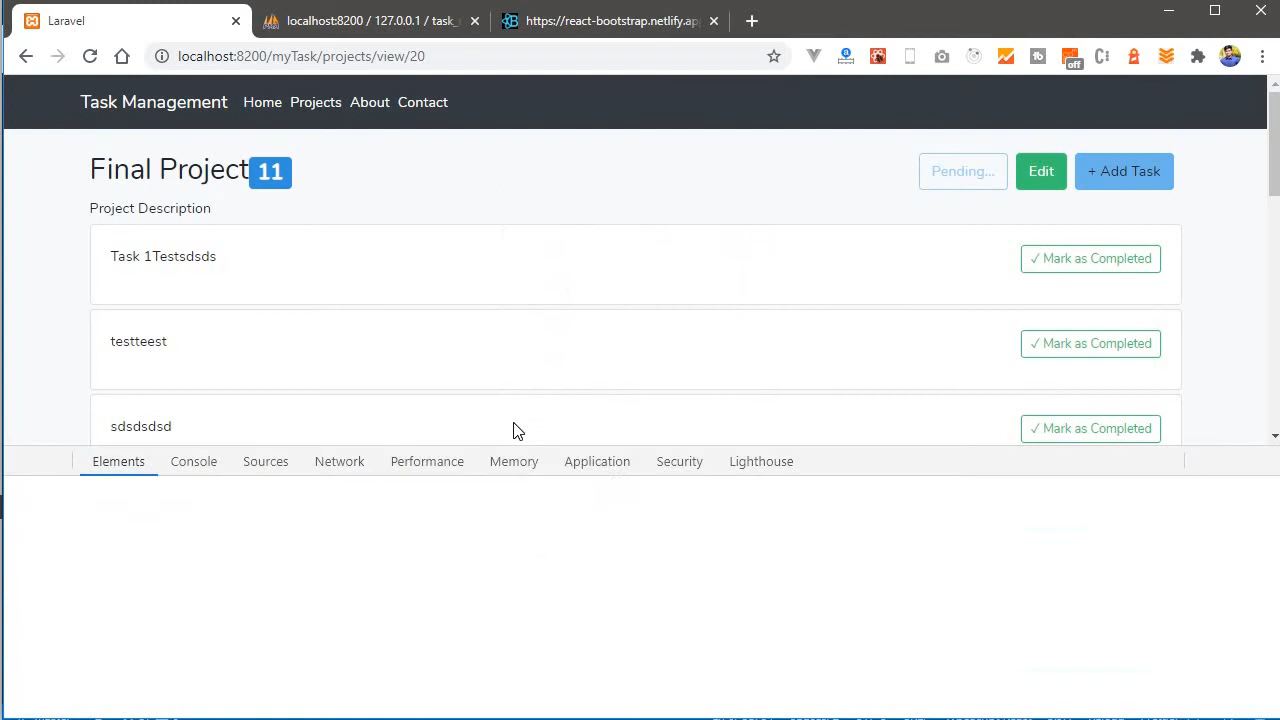 Laravel
localhost:8200 / 127.0.0.1 / task_
https://react-bootstrap.netlify.ap
localhost:8200/myTask/projects/view/20
off
Task Management Home Projects About Contact
Final Project 11
Pending... Edit + Add Task
Project Description
Task 1Testsdsds ✓ Mark as Completed
testteest ✓ Mark as Completed
sdsdsdsd ✓ Mark as Completed
Elements Console Sources Network Performance Memory Application Security Lighthouse